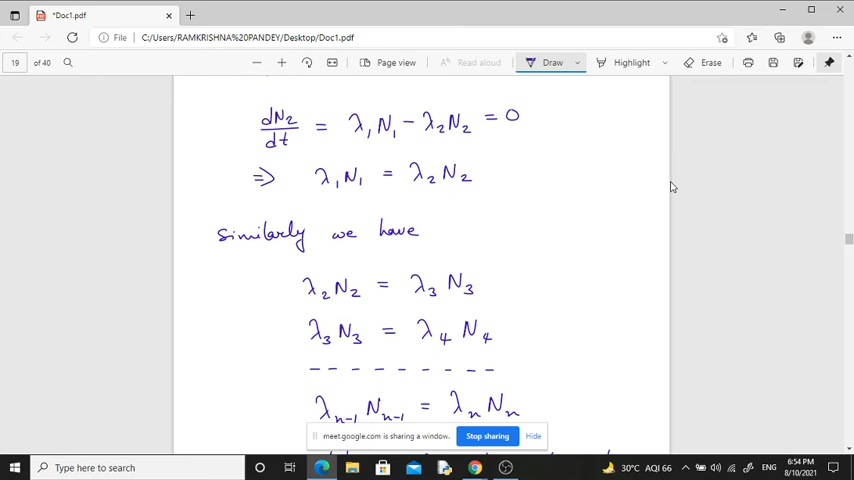 *Doc1.pdf
File
C:/Users/RAMKRISHNA%20PANDEY/Desktop/Doc1.pdf
19 of 40
Page view
Read aloud
Draw
Highlight
Erase
dN₂/dt = λ₁N₁ − λ₂N₂ = 0
⇒ λ₁N₁ = λ₂N₂
Similarly we have
λ₂N₂ = λ₃N₃
λ₃N₃ = λ₄N₄
- - - - - - - - - -
λₙ₋₁Nₙ₋₁ = λₙNₙ
meet.google.com is sharing a window.
Stop sharing
Hide
Type here to search
30°C AQI 66
ENG
6:54 PM
8/10/2021